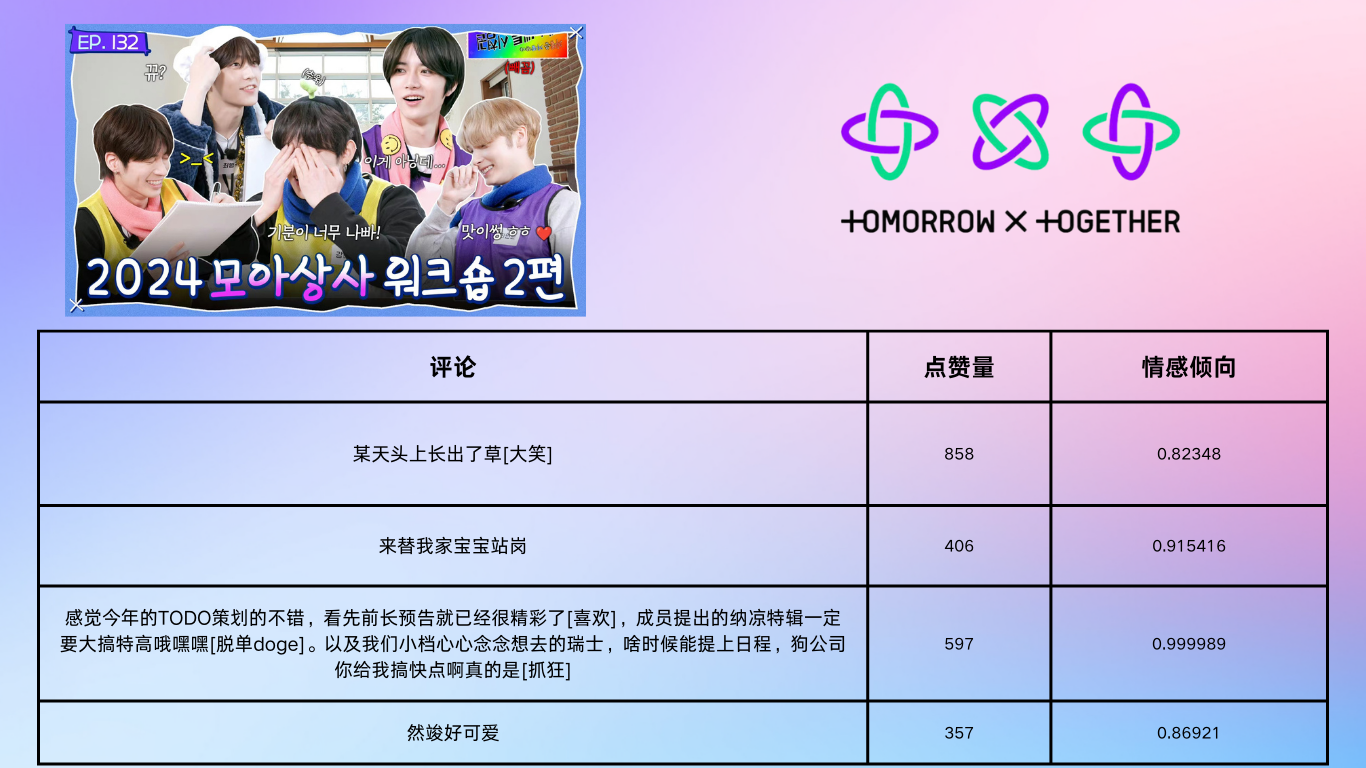 EP. 132
뀨?
(빼꼼)
>_<
이게 아닌데...
기분이 너무 나빠!
맛이썽 ㅎㅎ
2024 모아상사 워크숍 2편
TOMORROW X TOGETHER
评论
点赞量
情感倾向
某天头上长出了草[大笑]
858
0.82348
来替我家宝宝站岗
406
0.915416
感觉今年的TODO策划的不错，看先前长预告就已经很精彩了[喜欢]，成员提出的纳凉特辑一定
要大搞特高哦嘿嘿[脱单doge]。以及我们小档心心念念想去的瑞士，啥时候能提上日程，狗公司
你给我搞快点啊真的是[抓狂]
597
0.999989
然竣好可爱
357
0.86921